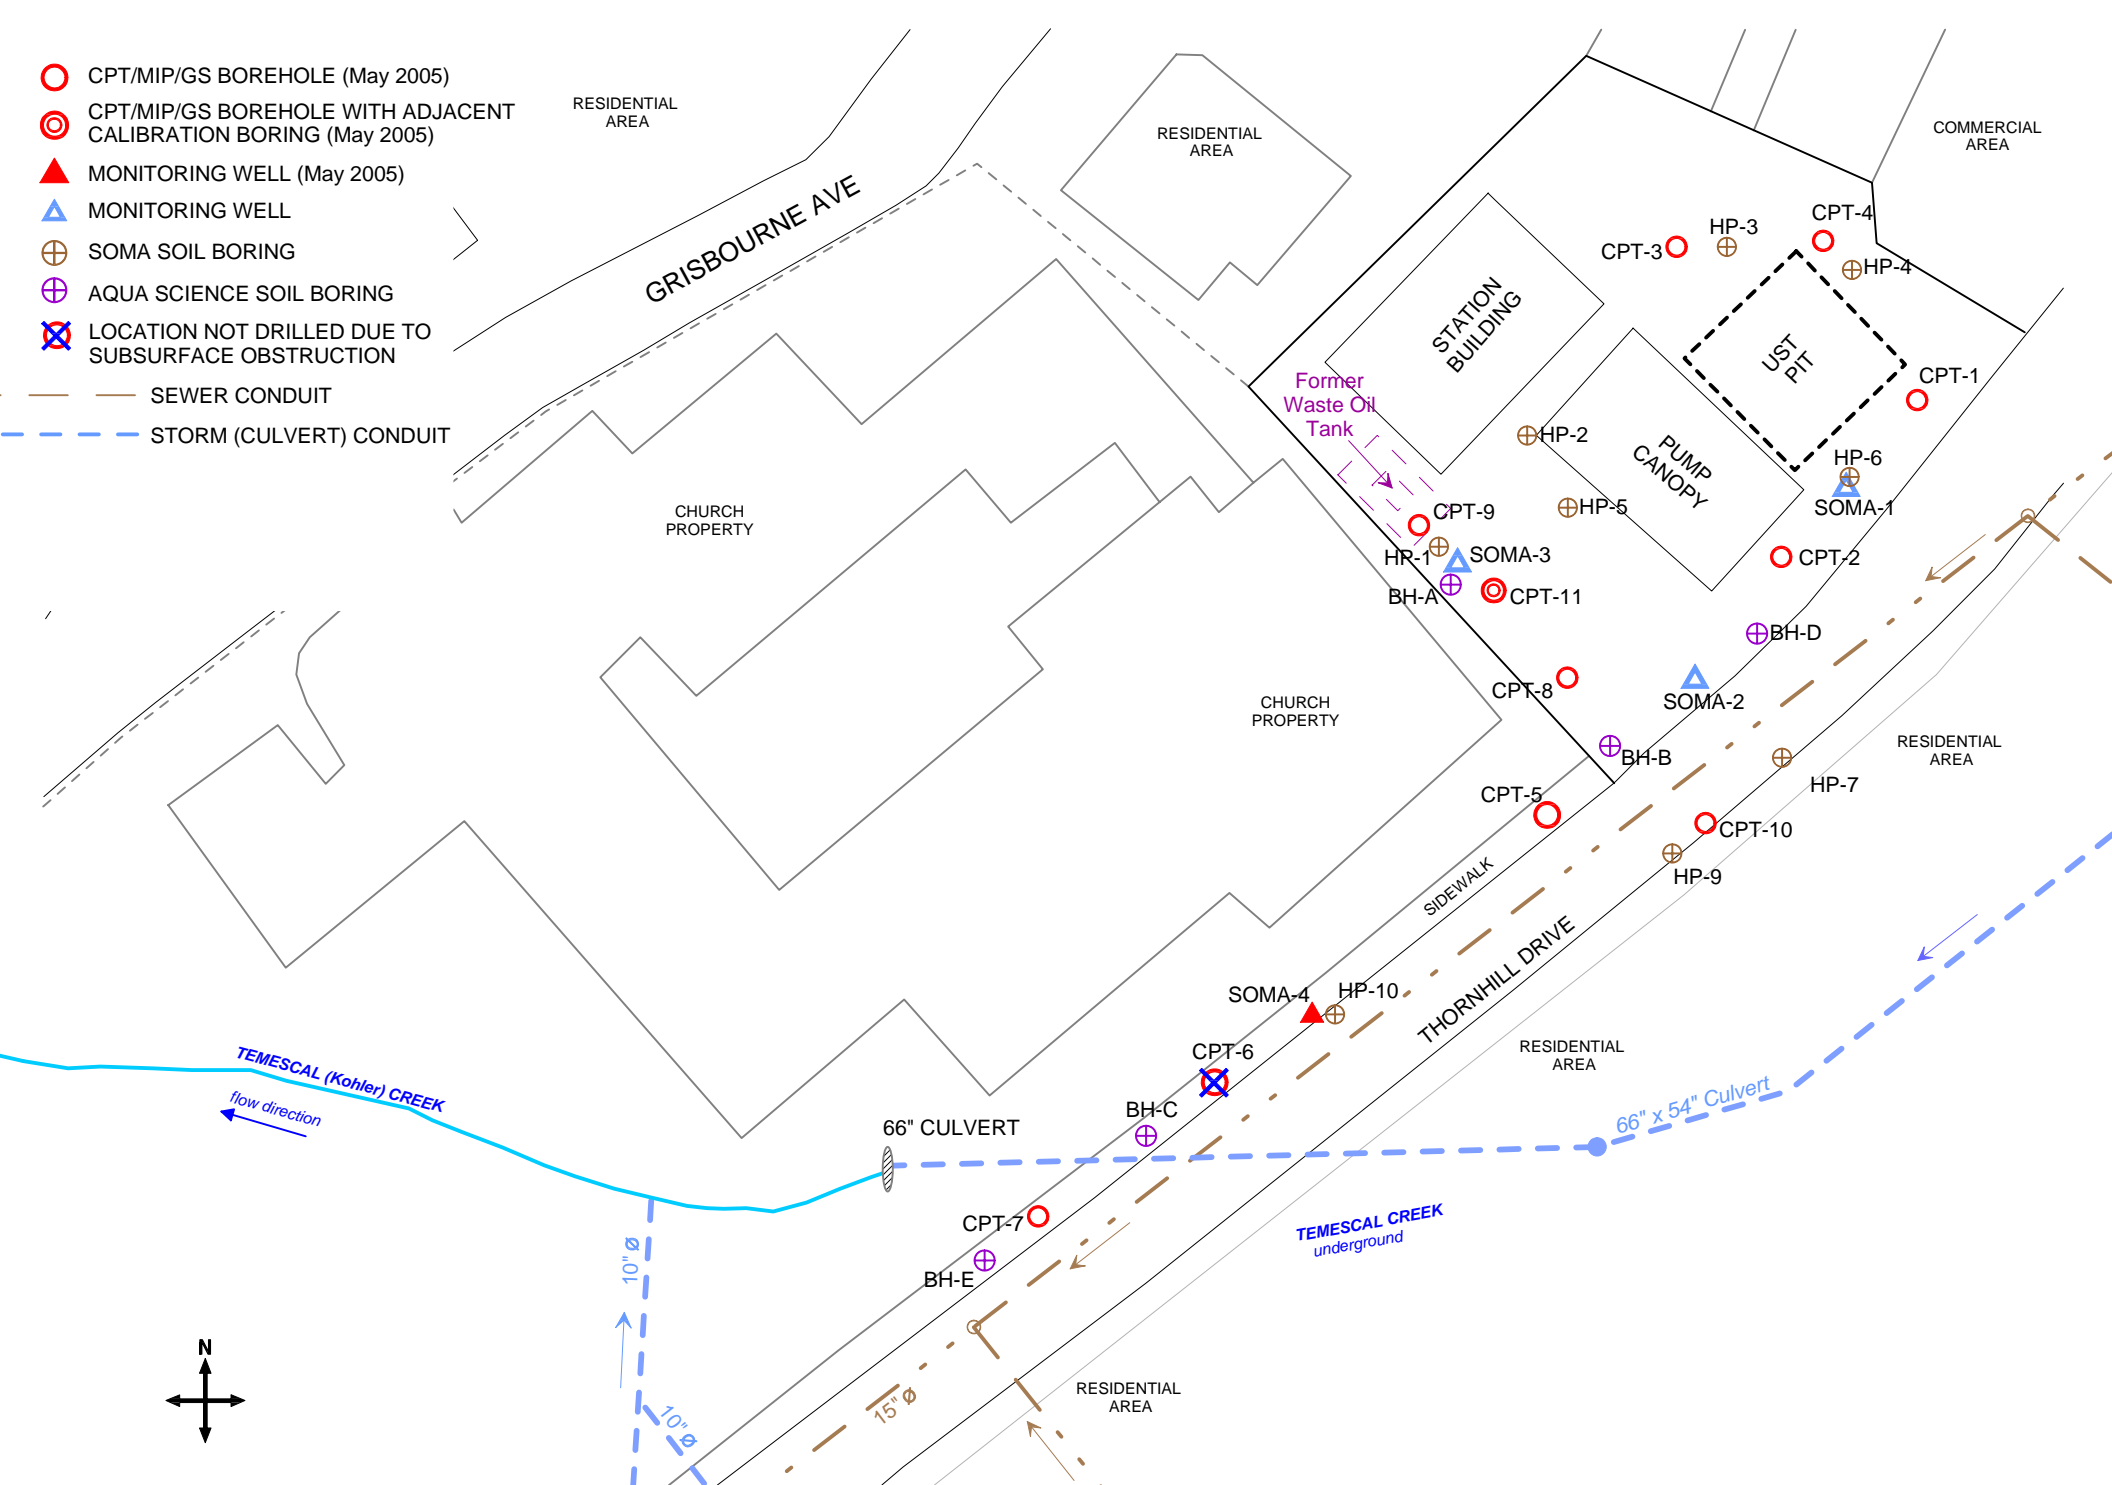 CPT/MIP/GS BOREHOLE (May 2005)
CPT/MIP/GS BOREHOLE WITH ADJACENT
CALIBRATION BORING (May 2005)
MONITORING WELL (May 2005)
MONITORING WELL
SOMA SOIL BORING
AQUA SCIENCE SOIL BORING
LOCATION NOT DRILLED DUE TO
SUBSURFACE OBSTRUCTION
SEWER CONDUIT
STORM (CULVERT) CONDUIT
RESIDENTIAL
AREA
RESIDENTIAL
AREA
COMMERCIAL
AREA
GRISBOURNE AVE
CPT-4
HP-3
CPT-3
HP-4
STATION
BUILDING
UST
PIT
CPT-1
Former
Waste Oil
Tank
HP-2
PUMP
CANOPY
HP-6
SOMA-1
HP-5
CPT-9
CHURCH
PROPERTY
HP-1
SOMA-3
CPT-2
BH-A
CPT-11
BH-D
CPT-8
SOMA-2
CHURCH
PROPERTY
BH-B
RESIDENTIAL
AREA
HP-7
CPT-5
CPT-10
HP-9
SIDEWALK
THORNHILL DRIVE
SOMA-4
HP-10
CPT-6
RESIDENTIAL
AREA
TEMESCAL (Kohler) CREEK
flow direction
BH-C
66" CULVERT
66" x 54" Culvert
CPT-7
TEMESCAL CREEK
underground
BH-E
10" ø
N
15" ø
10" ø
RESIDENTIAL
AREA